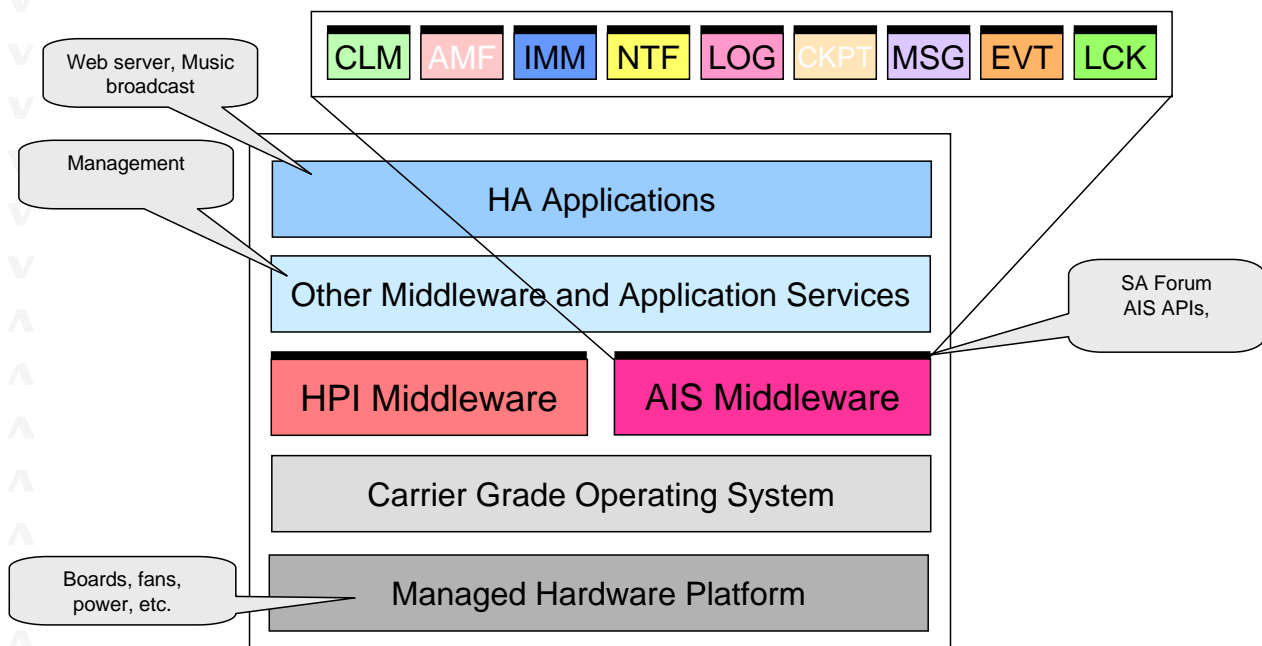 CLM AMF IMM NTF LOG CKPT MSG EVT LCK
Web server, Music
broadcast
Management
HA Applications
Other Middleware and Application Services
SA Forum
AIS APIs,
HPI Middleware
AIS Middleware
Carrier Grade Operating System
Boards, fans,
power, etc.
Managed Hardware Platform